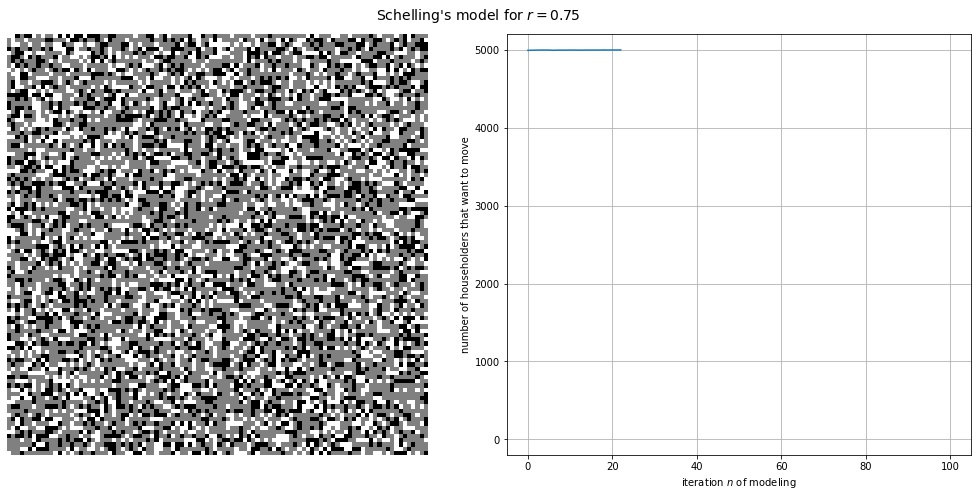 Schelling's model for r = 0.75
number of householders that want to move
5000
4000
3000
2000
1000
0
0 20 40 60 80 100
iteration n of modeling